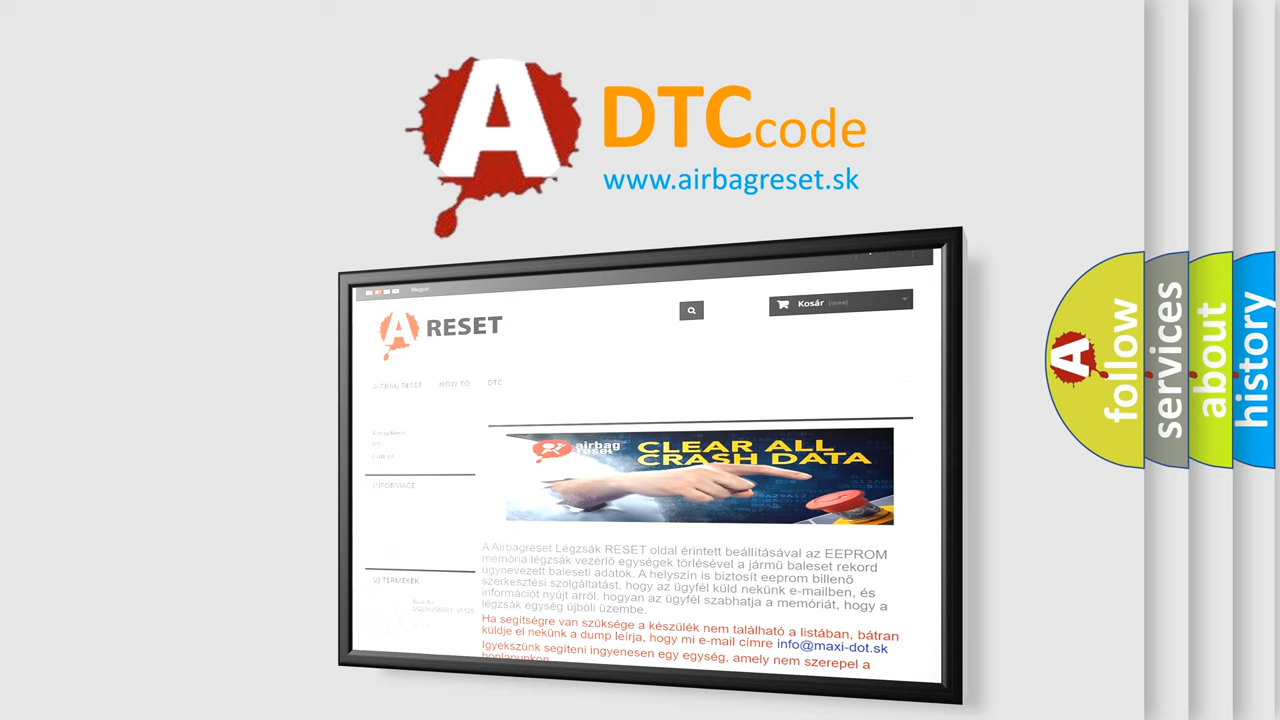 A DTCcode
www.airbagreset.sk
Magyar
A RESET
Kosár (üres)
AIRBAG RESET HOW TO DTC
INFORMACE
airbag
reset
CLEAR ALL
CRASH DATA
A Airbagreset Légzsák RESET oldal érintett beállításával az EEPROM
memória légzsák vezérlő egységek törlésével a jármű baleset rekord
úgynevezett baleseti adatok. A helyszín is biztosít eeprom billenő
szerkesztési szolgáltatást, hogy az ügyfél küld nekünk e-mailben, és
információt nyújt arról, hogyan az ügyfél szabhatja a memóriát, hogy a
légzsák egység újbóli üzembe.
Ha segítségre van szüksége a készülék nem található a listában, bátran
küldje el nekünk a dump leírja, hogy mi e-mail címre info@maxi-dot.sk
Igyekszünk segíteni ingyenesen egy egység, amely nem szerepel a
honlapunkon
ÚJ TERMÉKEK
A follow
services
about
history